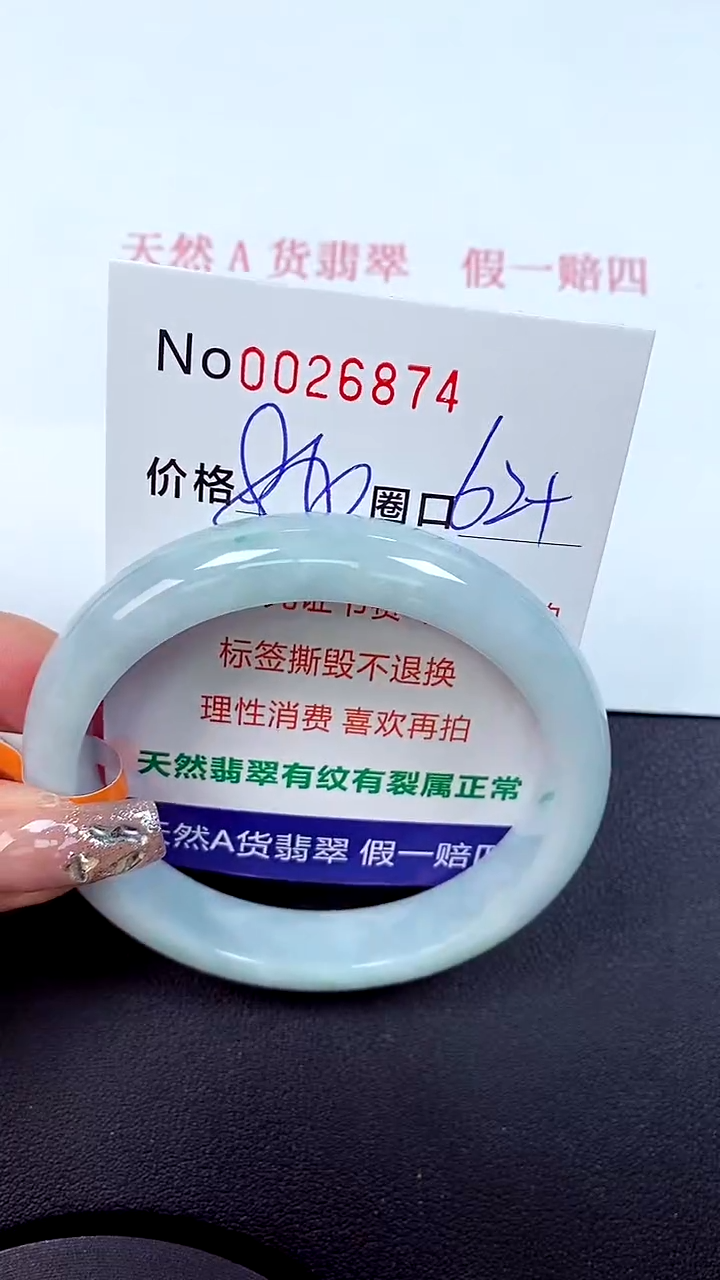 天然A货翡翠 假一赔四
No0026874
价格 圈口62+
标签撕毁不退换
理性消费 喜欢再拍
天然翡翠有纹有裂属正常
然A货翡翠 假一赔